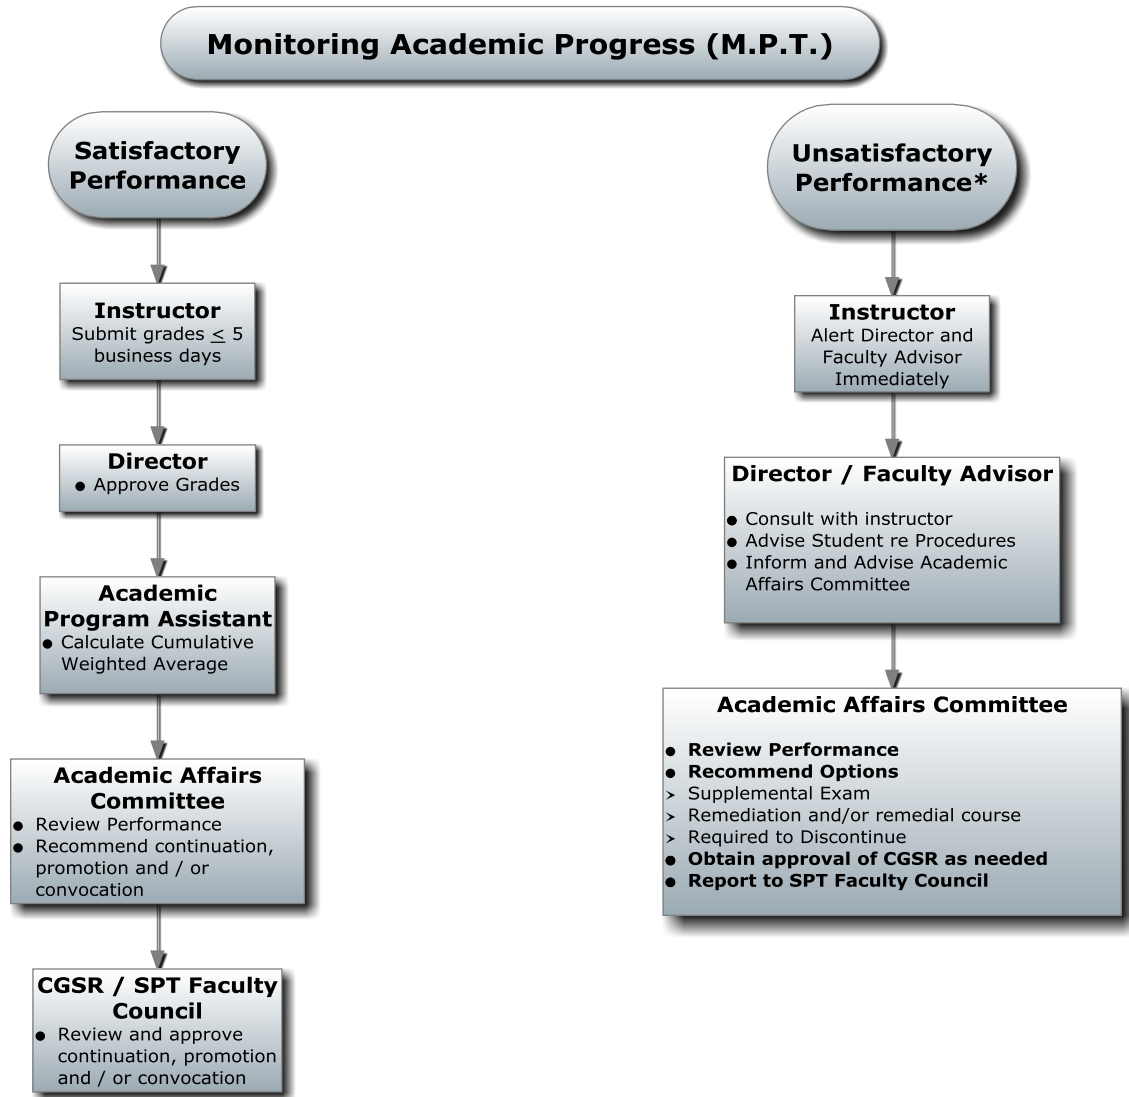 Monitoring Academic Progress (M.P.T.)
Satisfactory
Performance
Instructor
Submit grades ≤ 5
business days
Director
● Approve Grades
Academic
Program Assistant
● Calculate Cumulative
Weighted Average
Academic Affairs
Committee
● Review Performance
● Recommend continuation,
promotion and / or
convocation
CGSR / SPT Faculty
Council
● Review and approve
continuation, promotion
and / or convocation
Unsatisfactory
Performance*
Instructor
Alert Director and
Faculty Advisor
Immediately
Director / Faculty Advisor
● Consult with instructor
● Advise Student re Procedures
● Inform and Advise Academic
Affairs Committee
Academic Affairs Committee
● Review Performance
● Recommend Options
➢ Supplemental Exam
➢ Remediation and/or remedial course
➢ Required to Discontinue
● Obtain approval of CGSR as needed
● Report to SPT Faculty Council